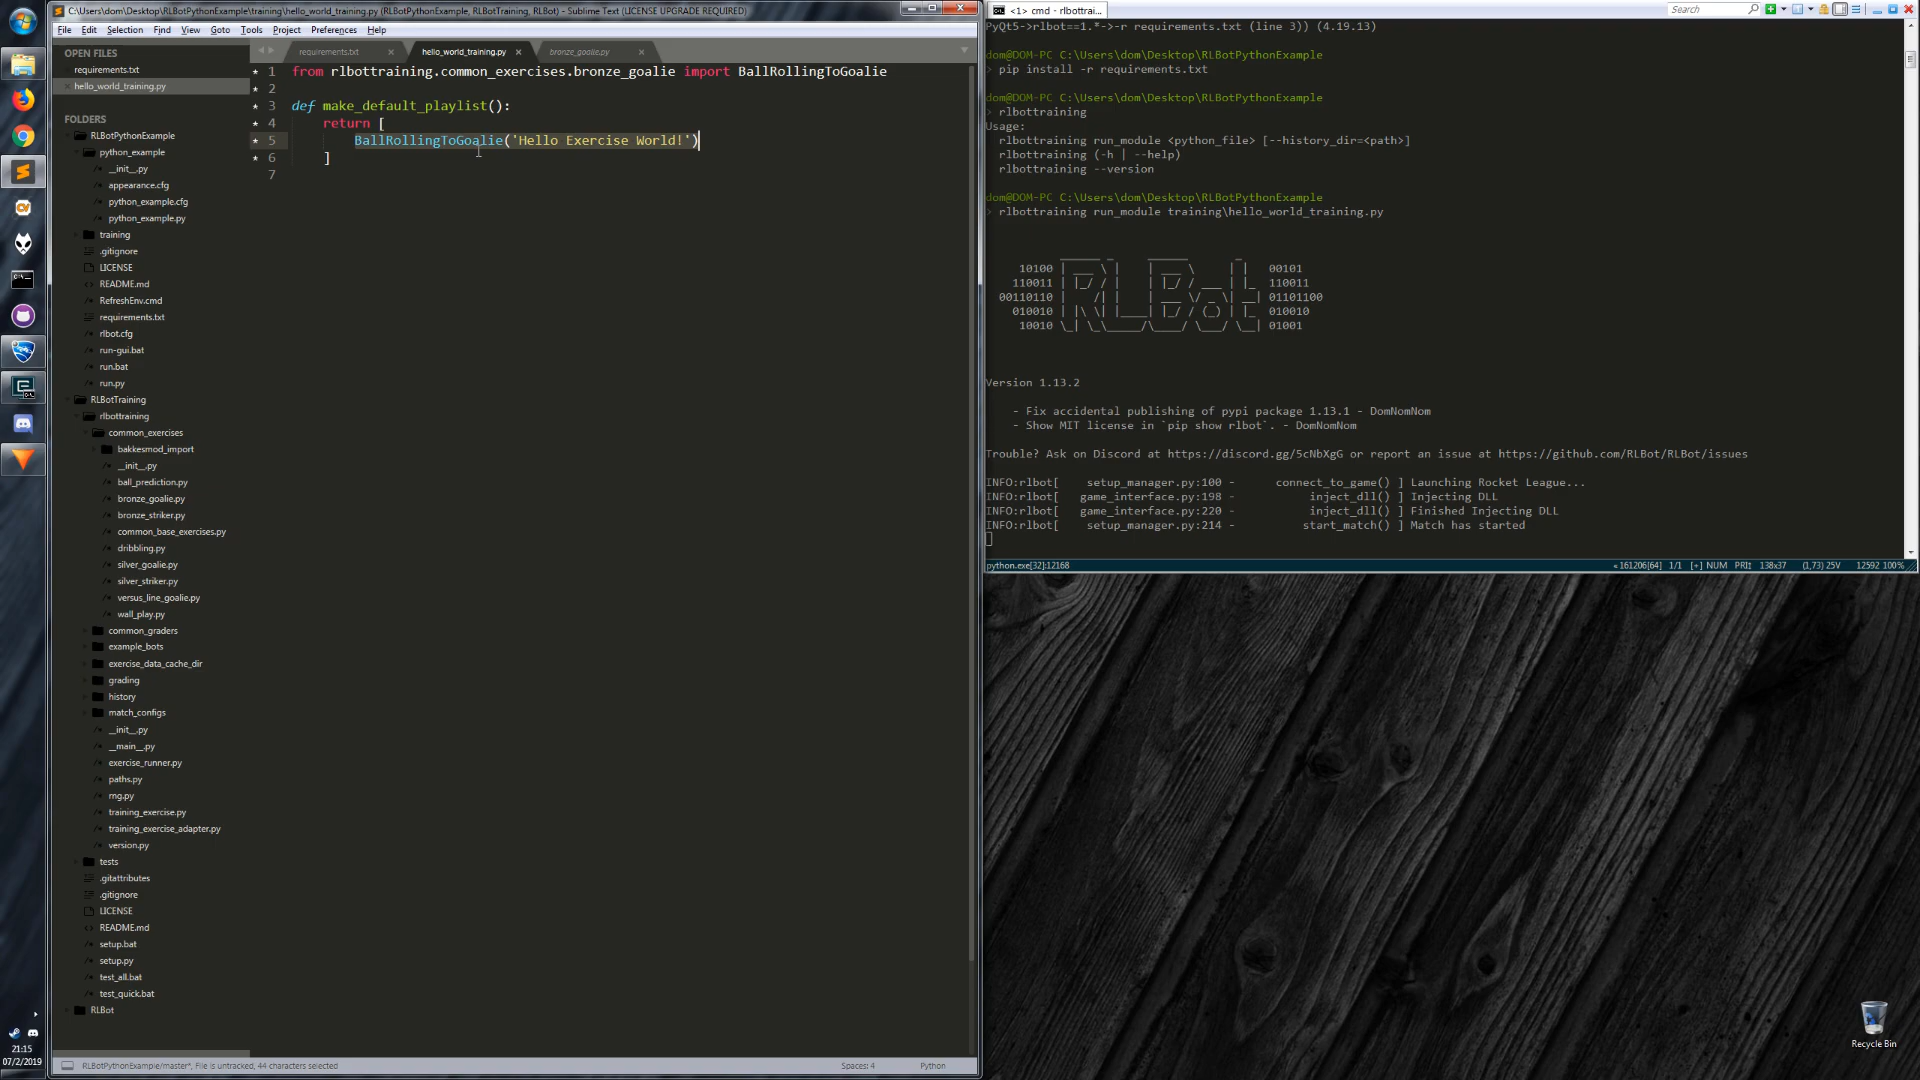 C:\Users\dom\Desktop\RLBotPythonExample\training\hello_world_training.py (RLBotPythonExample, RLBotTraining, RLBot) - Sublime Text (LICENSE UPGRADE REQUIRED)
File Edit Selection Find View Goto Tools Project Preferences Help
OPEN FILES
requirements.txt
hello_world_training.py
FOLDERS
RLBotPythonExample
python_example
__init__.py
appearance.cfg
python_example.cfg
python_example.py
training
.gitignore
LICENSE
README.md
RefreshEnv.cmd
requirements.txt
rlbot.cfg
run-gui.bat
run.bat
run.py
RLBotTraining
rlbottraining
common_exercises
bakkesmod_import
__init__.py
ball_prediction.py
bronze_goalie.py
bronze_striker.py
common_base_exercises.py
dribbling.py
silver_goalie.py
silver_striker.py
versus_line_goalie.py
wall_play.py
common_graders
example_bots
exercise_data_cache_dir
grading
history
match_configs
__init__.py
__main__.py
exercise_runner.py
paths.py
rng.py
training_exercise.py
training_exercise_adapter.py
version.py
tests
.gitattributes
.gitignore
LICENSE
README.md
setup.bat
setup.py
test_all.bat
test_quick.bat
RLBot
requirements.txt hello_world_training.py bronze_goalie.py
1 from rlbottraining.common_exercises.bronze_goalie import BallRollingToGoalie
2
3 def make_default_playlist():
4 return [
5 BallRollingToGoalie('Hello Exercise World!')
6 ]
7
RLBotPythonExample/master*, File is untracked, 44 characters selected Spaces: 4 Python
<1> cmd - rlbottrai... Search
PyQt5->rlbot==1.*->-r requirements.txt (line 3)) (4.19.13)
dom@DOM-PC C:\Users\dom\Desktop\RLBotPythonExample
> pip install -r requirements.txt
dom@DOM-PC C:\Users\dom\Desktop\RLBotPythonExample
> rlbottraining
Usage:
rlbottraining run_module <python_file> [--history_dir=<path>]
rlbottraining (-h | --help)
rlbottraining --version
dom@DOM-PC C:\Users\dom\Desktop\RLBotPythonExample
> rlbottraining run_module training\hello_world_training.py
10100 00101
110011 110011
00110110 RLBot 01101100
010010 010010
10010 01001
Version 1.13.2
- Fix accidental publishing of pypi package 1.13.1 - DomNomNom
- Show MIT license in `pip show rlbot`. - DomNomNom
Trouble? Ask on Discord at https://discord.gg/5cNbXgG or report an issue at https://github.com/RLBot/RLBot/issues
INFO:rlbot[ setup_manager.py:100 - connect_to_game() ] Launching Rocket League...
INFO:rlbot[ game_interface.py:198 - inject_dll() ] Injecting DLL
INFO:rlbot[ game_interface.py:220 - inject_dll() ] Finished Injecting DLL
INFO:rlbot[ setup_manager.py:214 - start_match() ] Match has started
python.exe[32]:12168 « 161206[64] 1/1 [+] NUM PRI: 138x37 (1,73) 25V 12592 100%
Recycle Bin
21:15
07/2/2019